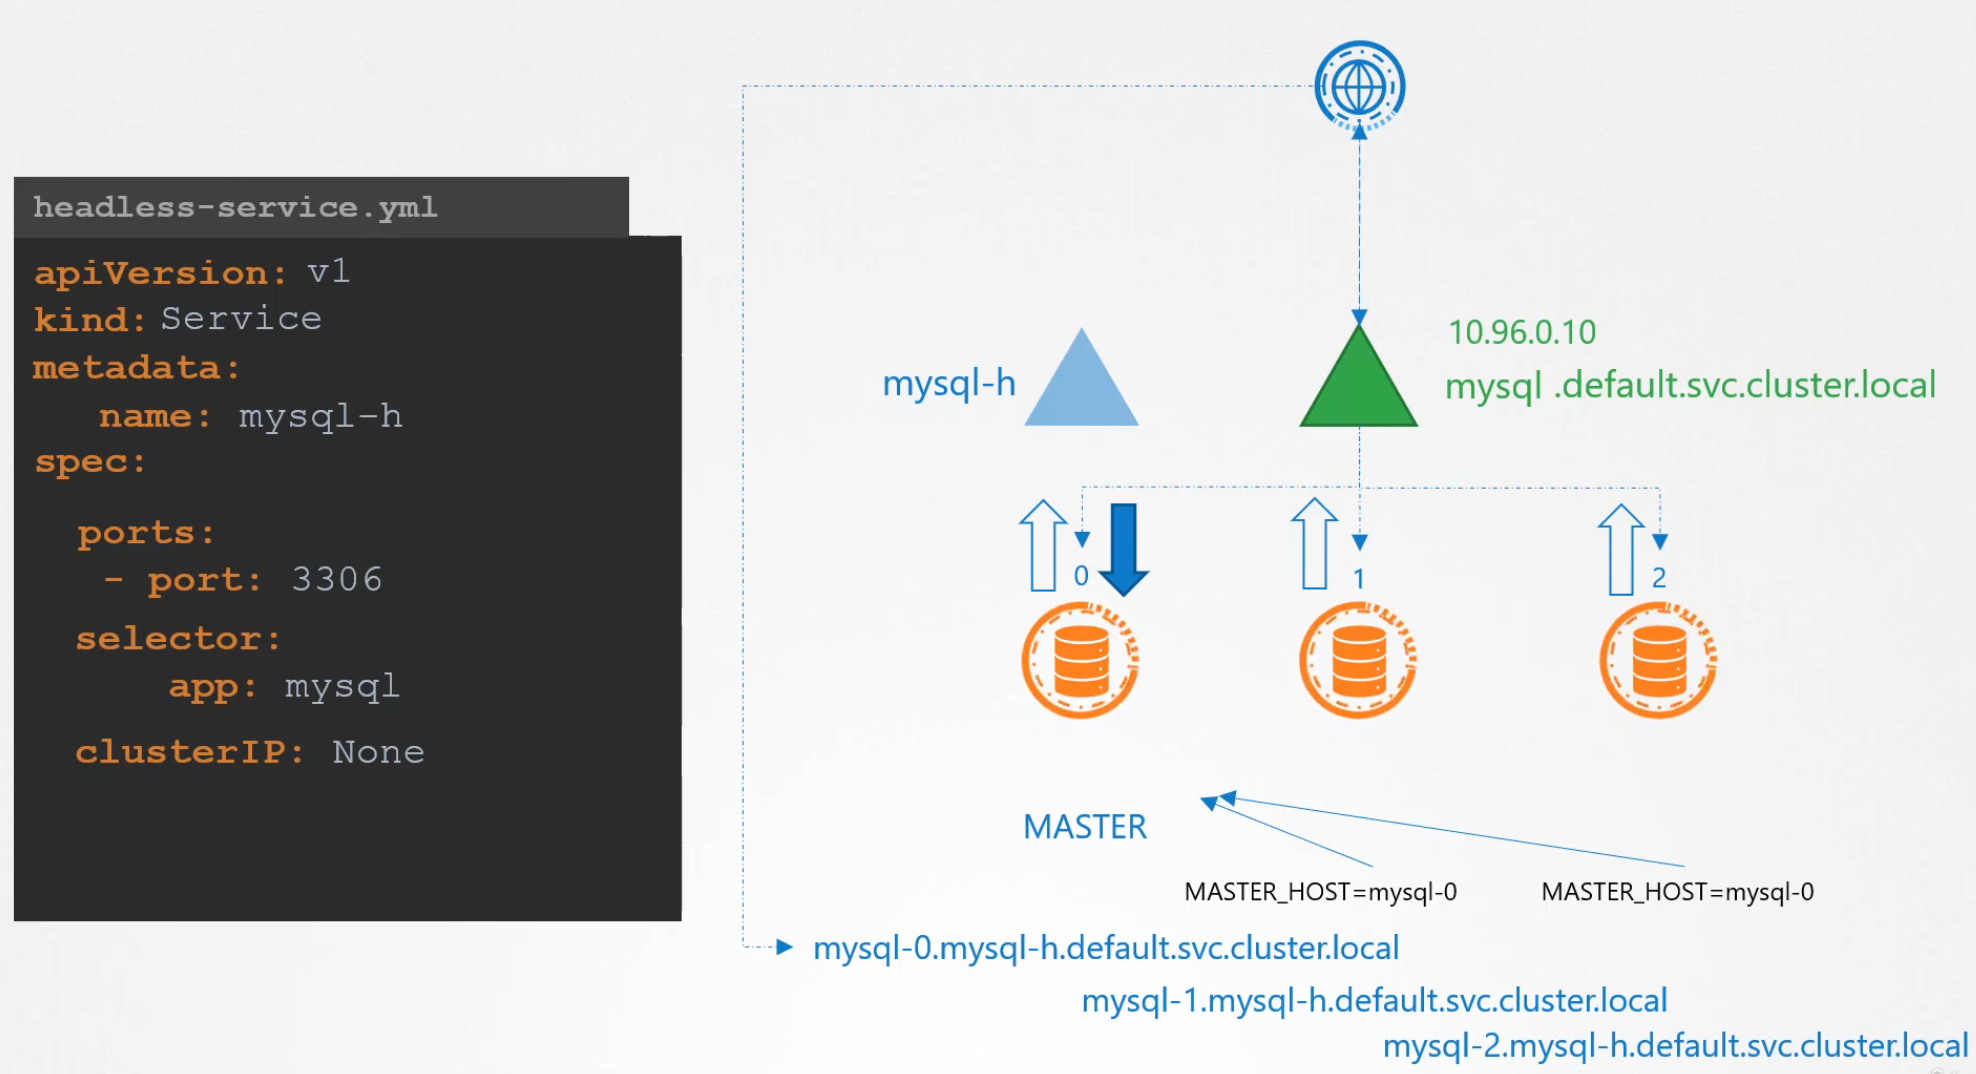 headless-service.yml
apiVersion: v1
kind: Service
metadata:
name: mysql-h
spec:
ports:
- port: 3306
selector:
app: mysql
clusterIP: None
10.96.0.10
mysql-h
mysql .default.svc.cluster.local
0
1
2
MASTER
MASTER_HOST=mysql-0
MASTER_HOST=mysql-0
mysql-0.mysql-h.default.svc.cluster.local
mysql-1.mysql-h.default.svc.cluster.local
mysql-2.mysql-h.default.svc.cluster.local